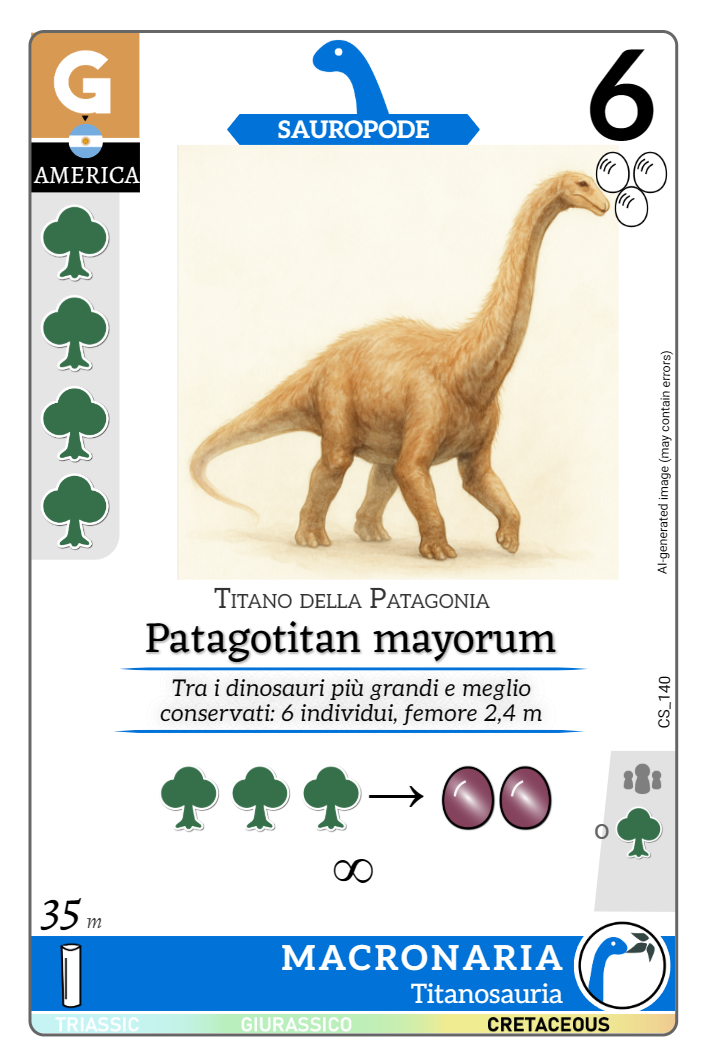 G
SAUROPODE
6
AMERICA
AI-generated image (may contain errors)
TITANO DELLA PATAGONIA
Patagotitan mayorum
Tra i dinosauri più grandi e meglio
conservati: 6 individui, femore 2,4 m
CS_140
→
o
∞
35 m
MACRONARIA
Titanosauria
TRIASSIC GIURASSICO CRETACEOUS